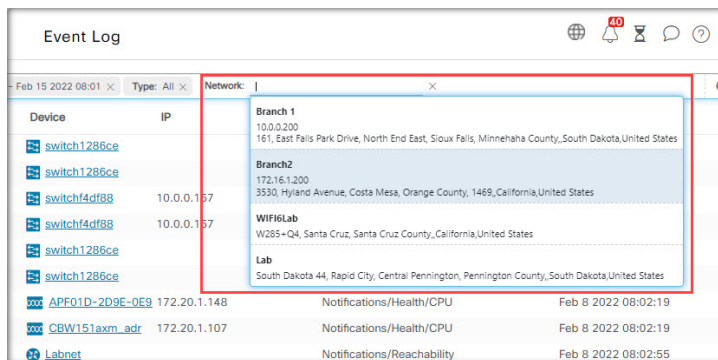 Event Log
40
- Feb 15 2022 08:01 × Type: All × Network: ×
Device IP
Branch 1
10.0.0.200
161, East Falls Park Drive, North End East, Sioux Falls, Minnehaha County,,South Dakota,United States
Branch2
172.16.1.200
3530, Hyland Avenue, Costa Mesa, Orange County, 1469_California,United States
WIFI6Lab
W285+Q4, Santa Cruz, Santa Cruz County,,California,United States
Lab
South Dakota 44, Rapid City, Central Pennington, Pennington County,,South Dakota,United States
switch1286ce
switch1286ce
switchf4df88 10.0.0.157
switchf4df88 10.0.0.157
switch1286ce
switch1286ce
APF01D-2D9E-0E9 172.20.1.148 Notifications/Health/CPU Feb 8 2022 08:02:19
CBW151axm_adr 172.20.1.107 Notifications/Health/CPU Feb 8 2022 08:02:19
Labnet Notifications/Reachability Feb 8 2022 08:02:55